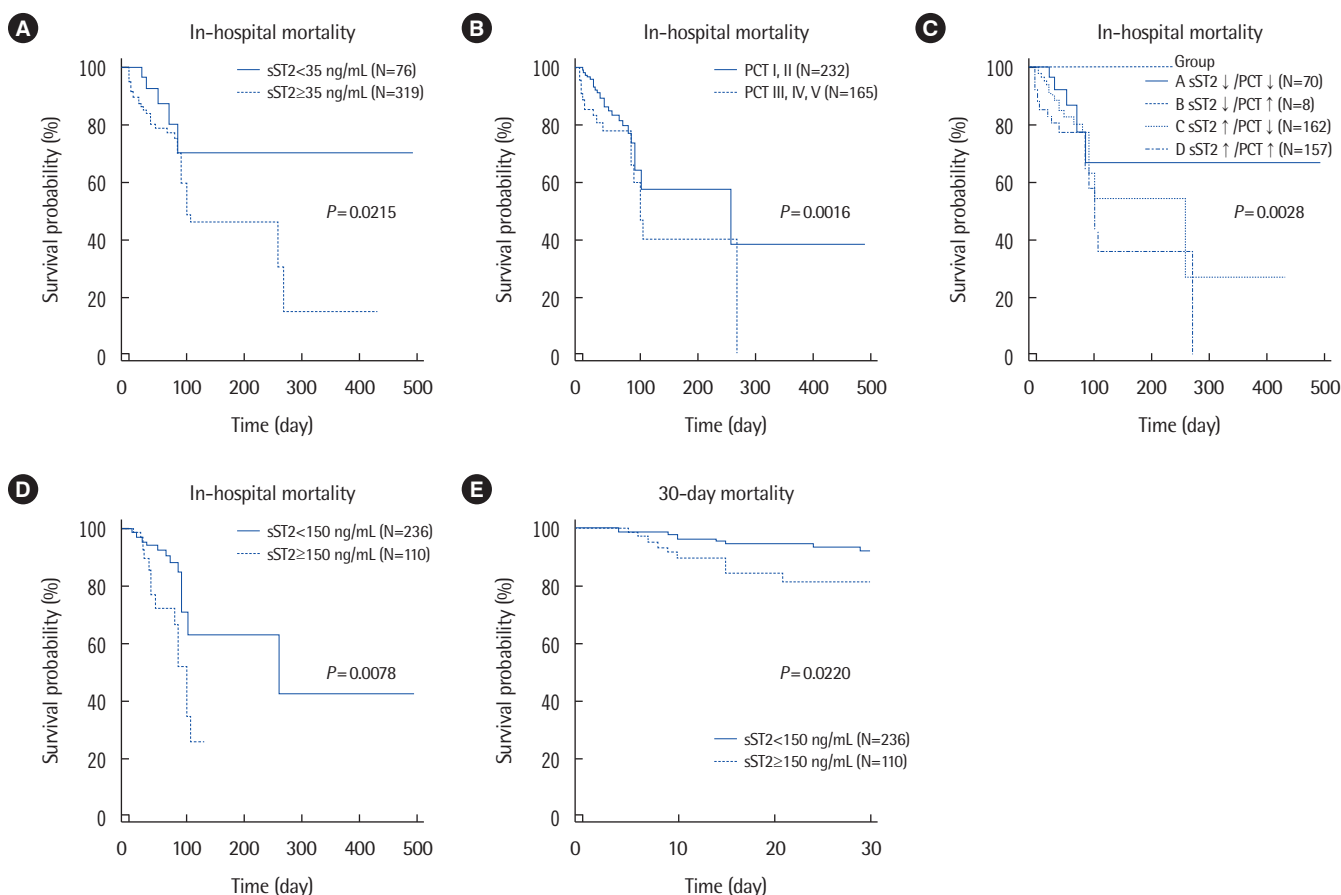 A
In-hospital mortality
sST2<35 ng/mL (N=76)
sST2≥35 ng/mL (N=319)
P=0.0215
Survival probability (%)
100
80
60
40
20
0
0 100 200 300 400 500
Time (day)
B
In-hospital mortality
PCT I, II (N=232)
PCT III, IV, V (N=165)
P=0.0016
Survival probability (%)
100
80
60
40
20
0
0 100 200 300 400 500
Time (day)
C
In-hospital mortality
Group
A sST2 ↓ /PCT ↓ (N=70)
B sST2 ↓ /PCT ↑ (N=8)
C sST2 ↑ /PCT ↓ (N=162)
D sST2 ↑ /PCT ↑ (N=157)
P=0.0028
Survival probability (%)
100
80
60
40
20
0
0 100 200 300 400 500
Time (day)
D
In-hospital mortality
sST2<150 ng/mL (N=236)
sST2≥150 ng/mL (N=110)
P=0.0078
Survival probability (%)
100
80
60
40
20
0
0 100 200 300 400 500
Time (day)
E
30-day mortality
P=0.0220
sST2<150 ng/mL (N=236)
sST2≥150 ng/mL (N=110)
Survival probability (%)
100
80
60
40
20
0
0 10 20 30
Time (day)